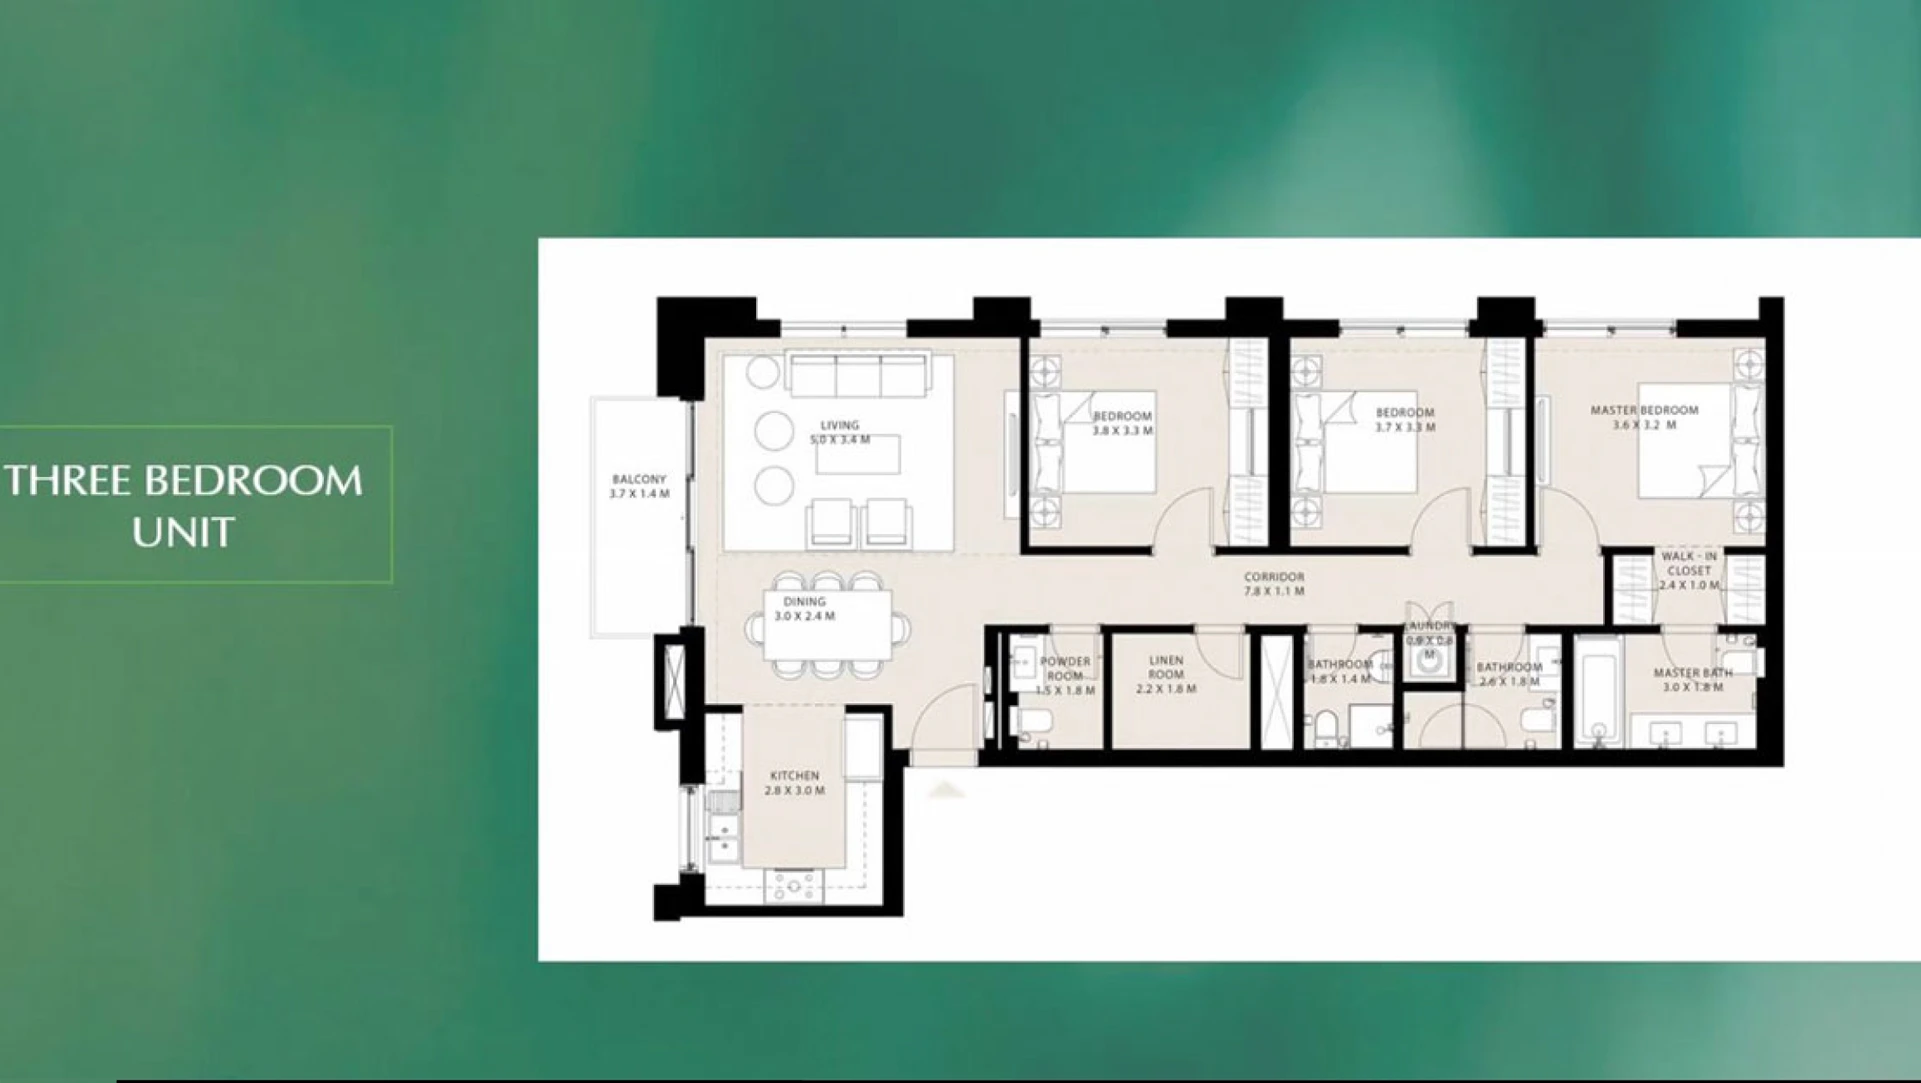 THREE BEDROOM
UNIT
LIVING
5.0 X 3.4 M
BALCONY
3.7 X 1.4 M
DINING
3.0 X 2.4 M
KITCHEN
2.8 X 3.0 M
BEDROOM
3.8 X 3.3 M
BEDROOM
3.7 X 3.3 M
MASTER BEDROOM
3.6 X 3.2 M
WALK - IN
CLOSET
2.4 X 1.0 M
CORRIDOR
7.8 X 1.1 M
POWDER
ROOM
1.5 X 1.8 M
LINEN
ROOM
2.2 X 1.8 M
BATHROOM
1.8 X 1.4 M
LAUNDRY
0.9 X 0.8
M
BATHROOM
2.6 X 1.8 M
MASTER BATH
3.0 X 1.8 M